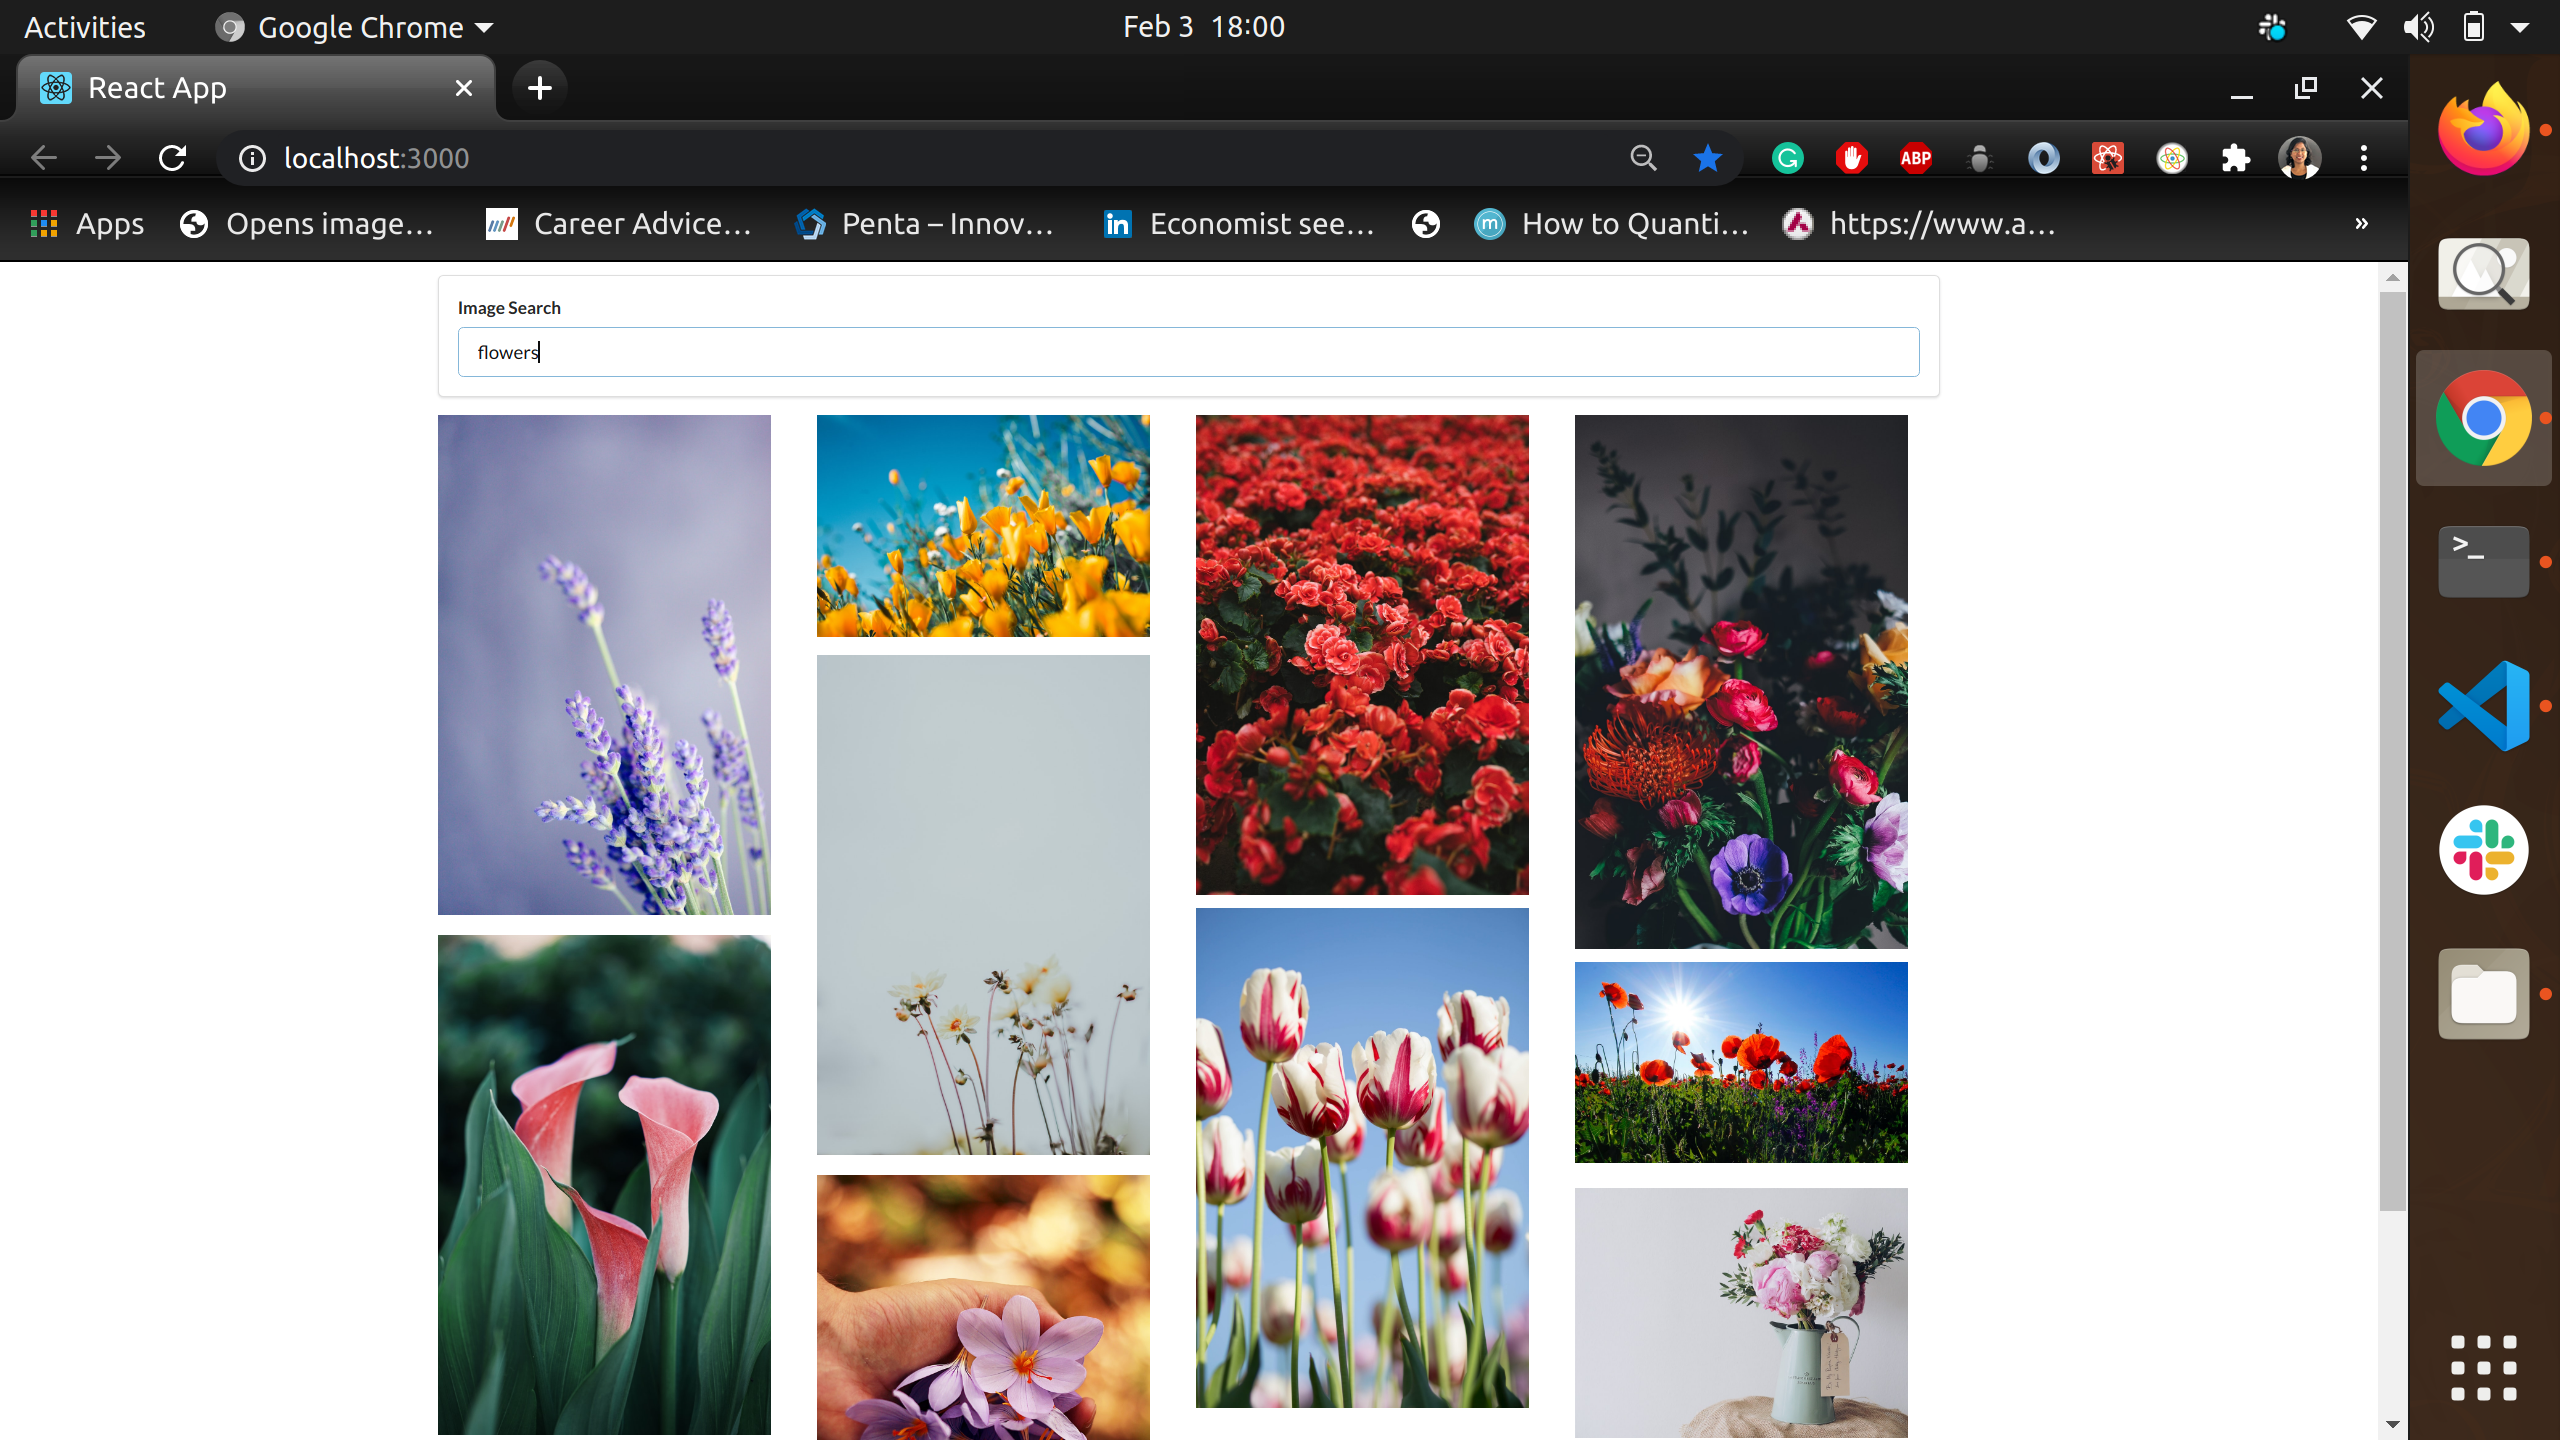 Activities
Google Chrome
Feb 3 18:00
React App
localhost:3000
ABP
Apps
Opens image...
Career Advice...
Penta – Innov...
in
Economist see...
m
How to Quanti...
https://www.a...
»
Image Search
flowers
>_